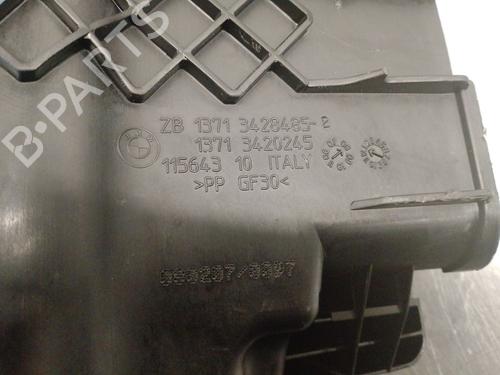 B-PARTS
ZB 1371 3428485-2
1371 3420245
115643 10 ITALY
>PP GF30<